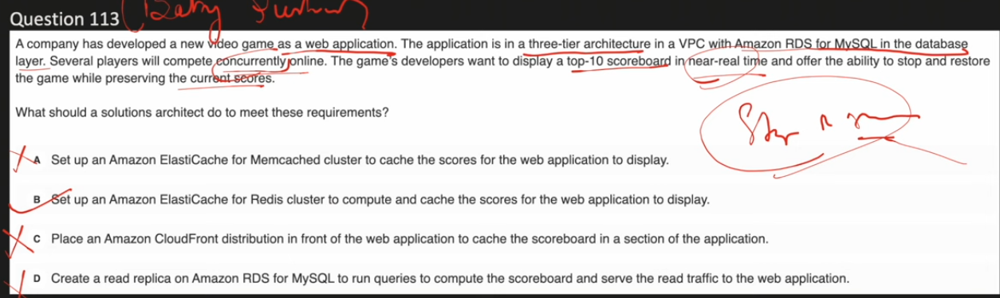 Question 113 (Baby
A company has developed a new video game as a web application. The application is in a three-tier architecture in a VPC with Amazon RDS for MySQL in the database
layer. Several players will compete concurrently online. The game's developers want to display a top-10 scoreboard in near-real time and offer the ability to stop and restore
the game while preserving the current scores.
What should a solutions architect do to meet these requirements?
A Set up an Amazon ElastiCache for Memcached cluster to cache the scores for the web application to display.
B Set up an Amazon ElastiCache for Redis cluster to compute and cache the scores for the web application to display.
C Place an Amazon CloudFront distribution in front of the web application to cache the scoreboard in a section of the application.
D Create a read replica on Amazon RDS for MySQL to run queries to compute the scoreboard and serve the read traffic to the web application.